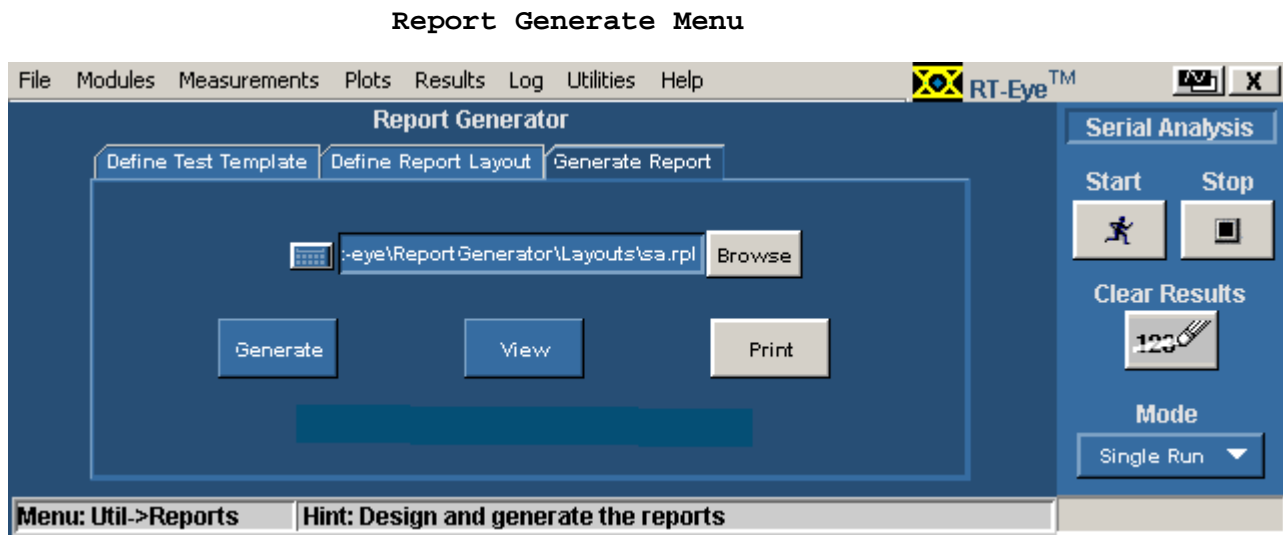 Report Generate Menu
File Modules Measurements Plots Results Log Utilities Help RT-Eye™ X
Report Generator
Serial Analysis
Define Test Template Define Report Layout Generate Report
Start Stop
:-eye\ReportGenerator\Layouts\sa.rpl Browse
Clear Results
123
Generate View Print
Mode
Single Run
Menu: Util->Reports Hint: Design and generate the reports